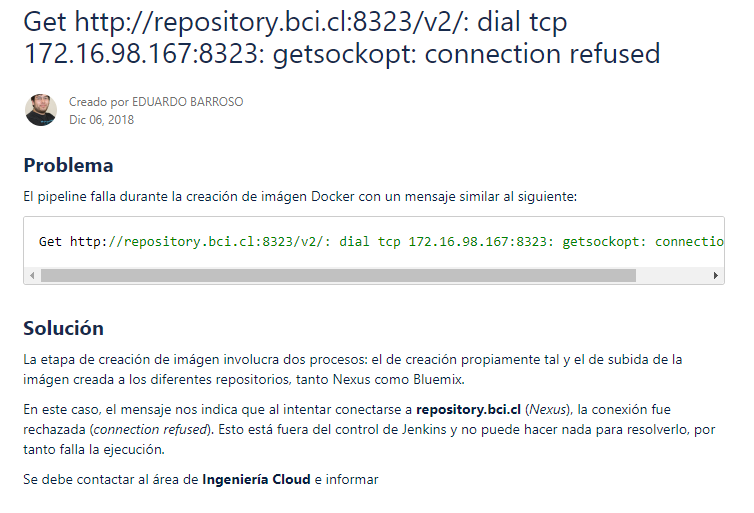 Get http://repository.bci.cl:8323/v2/: dial tcp
172.16.98.167:8323: getsockopt: connection refused
Creado por EDUARDO BARROSO
Dic 06, 2018
Problema
El pipeline falla durante la creación de imágen Docker con un mensaje similar al siguiente:
Get http://repository.bci.cl:8323/v2/: dial tcp 172.16.98.167:8323: getsockopt: connectio
Solución
La etapa de creación de imágen involucra dos procesos: el de creación propiamente tal y el de subida de la
imágen creada a los diferentes repositorios, tanto Nexus como Bluemix.
En este caso, el mensaje nos indica que al intentar conectarse a repository.bci.cl (Nexus), la conexión fue
rechazada (connection refused). Esto está fuera del control de Jenkins y no puede hacer nada para resolverlo, por
tanto falla la ejecución.
Se debe contactar al área de Ingeniería Cloud e informar